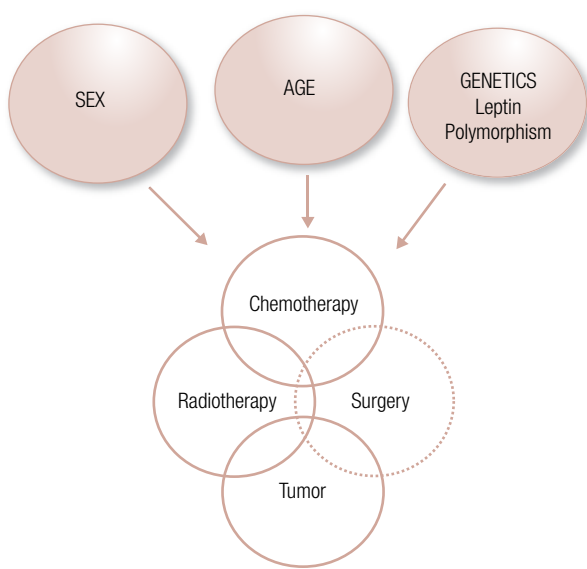 SEX
AGE
GENETICS
Leptin
Polymorphism
Chemotherapy
Radiotherapy
Surgery
Tumor